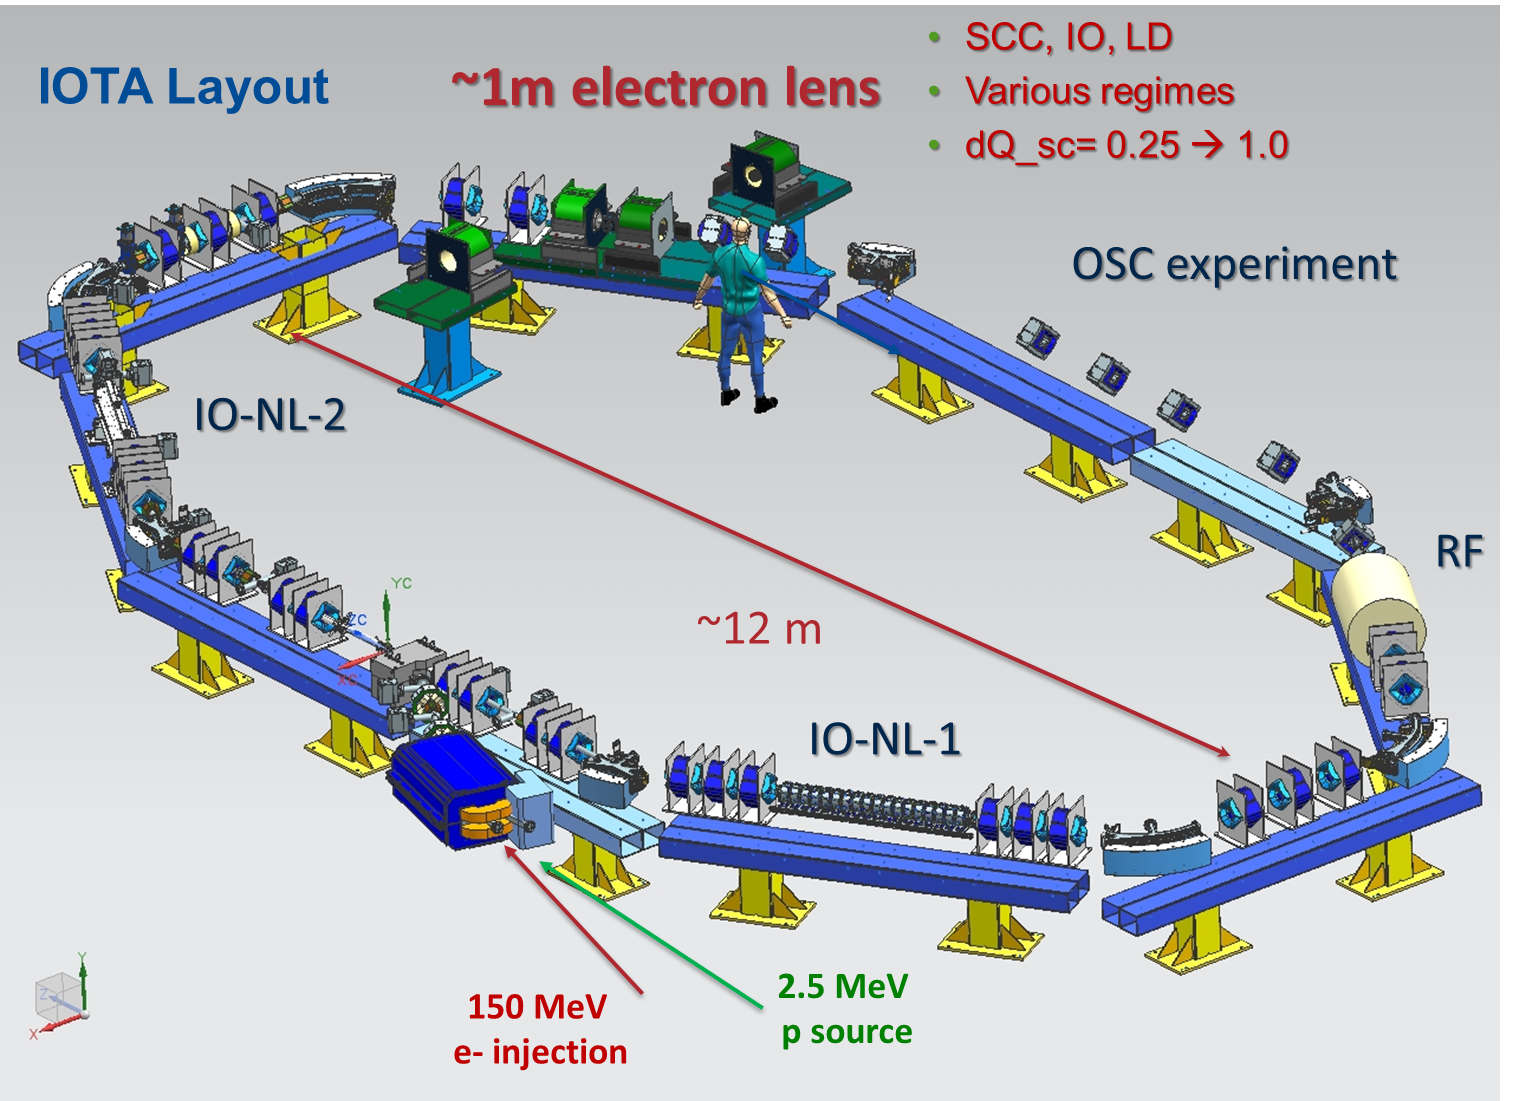 IOTA Layout
~1m electron lens
• SCC, IO, LD
• Various regimes
• dQ_sc= 0.25 → 1.0
OSC experiment
IO-NL-2
RF
YC
ZC
XC
~12 m
IO-NL-1
150 MeV
e- injection
2.5 MeV
p source
Y
Z
X